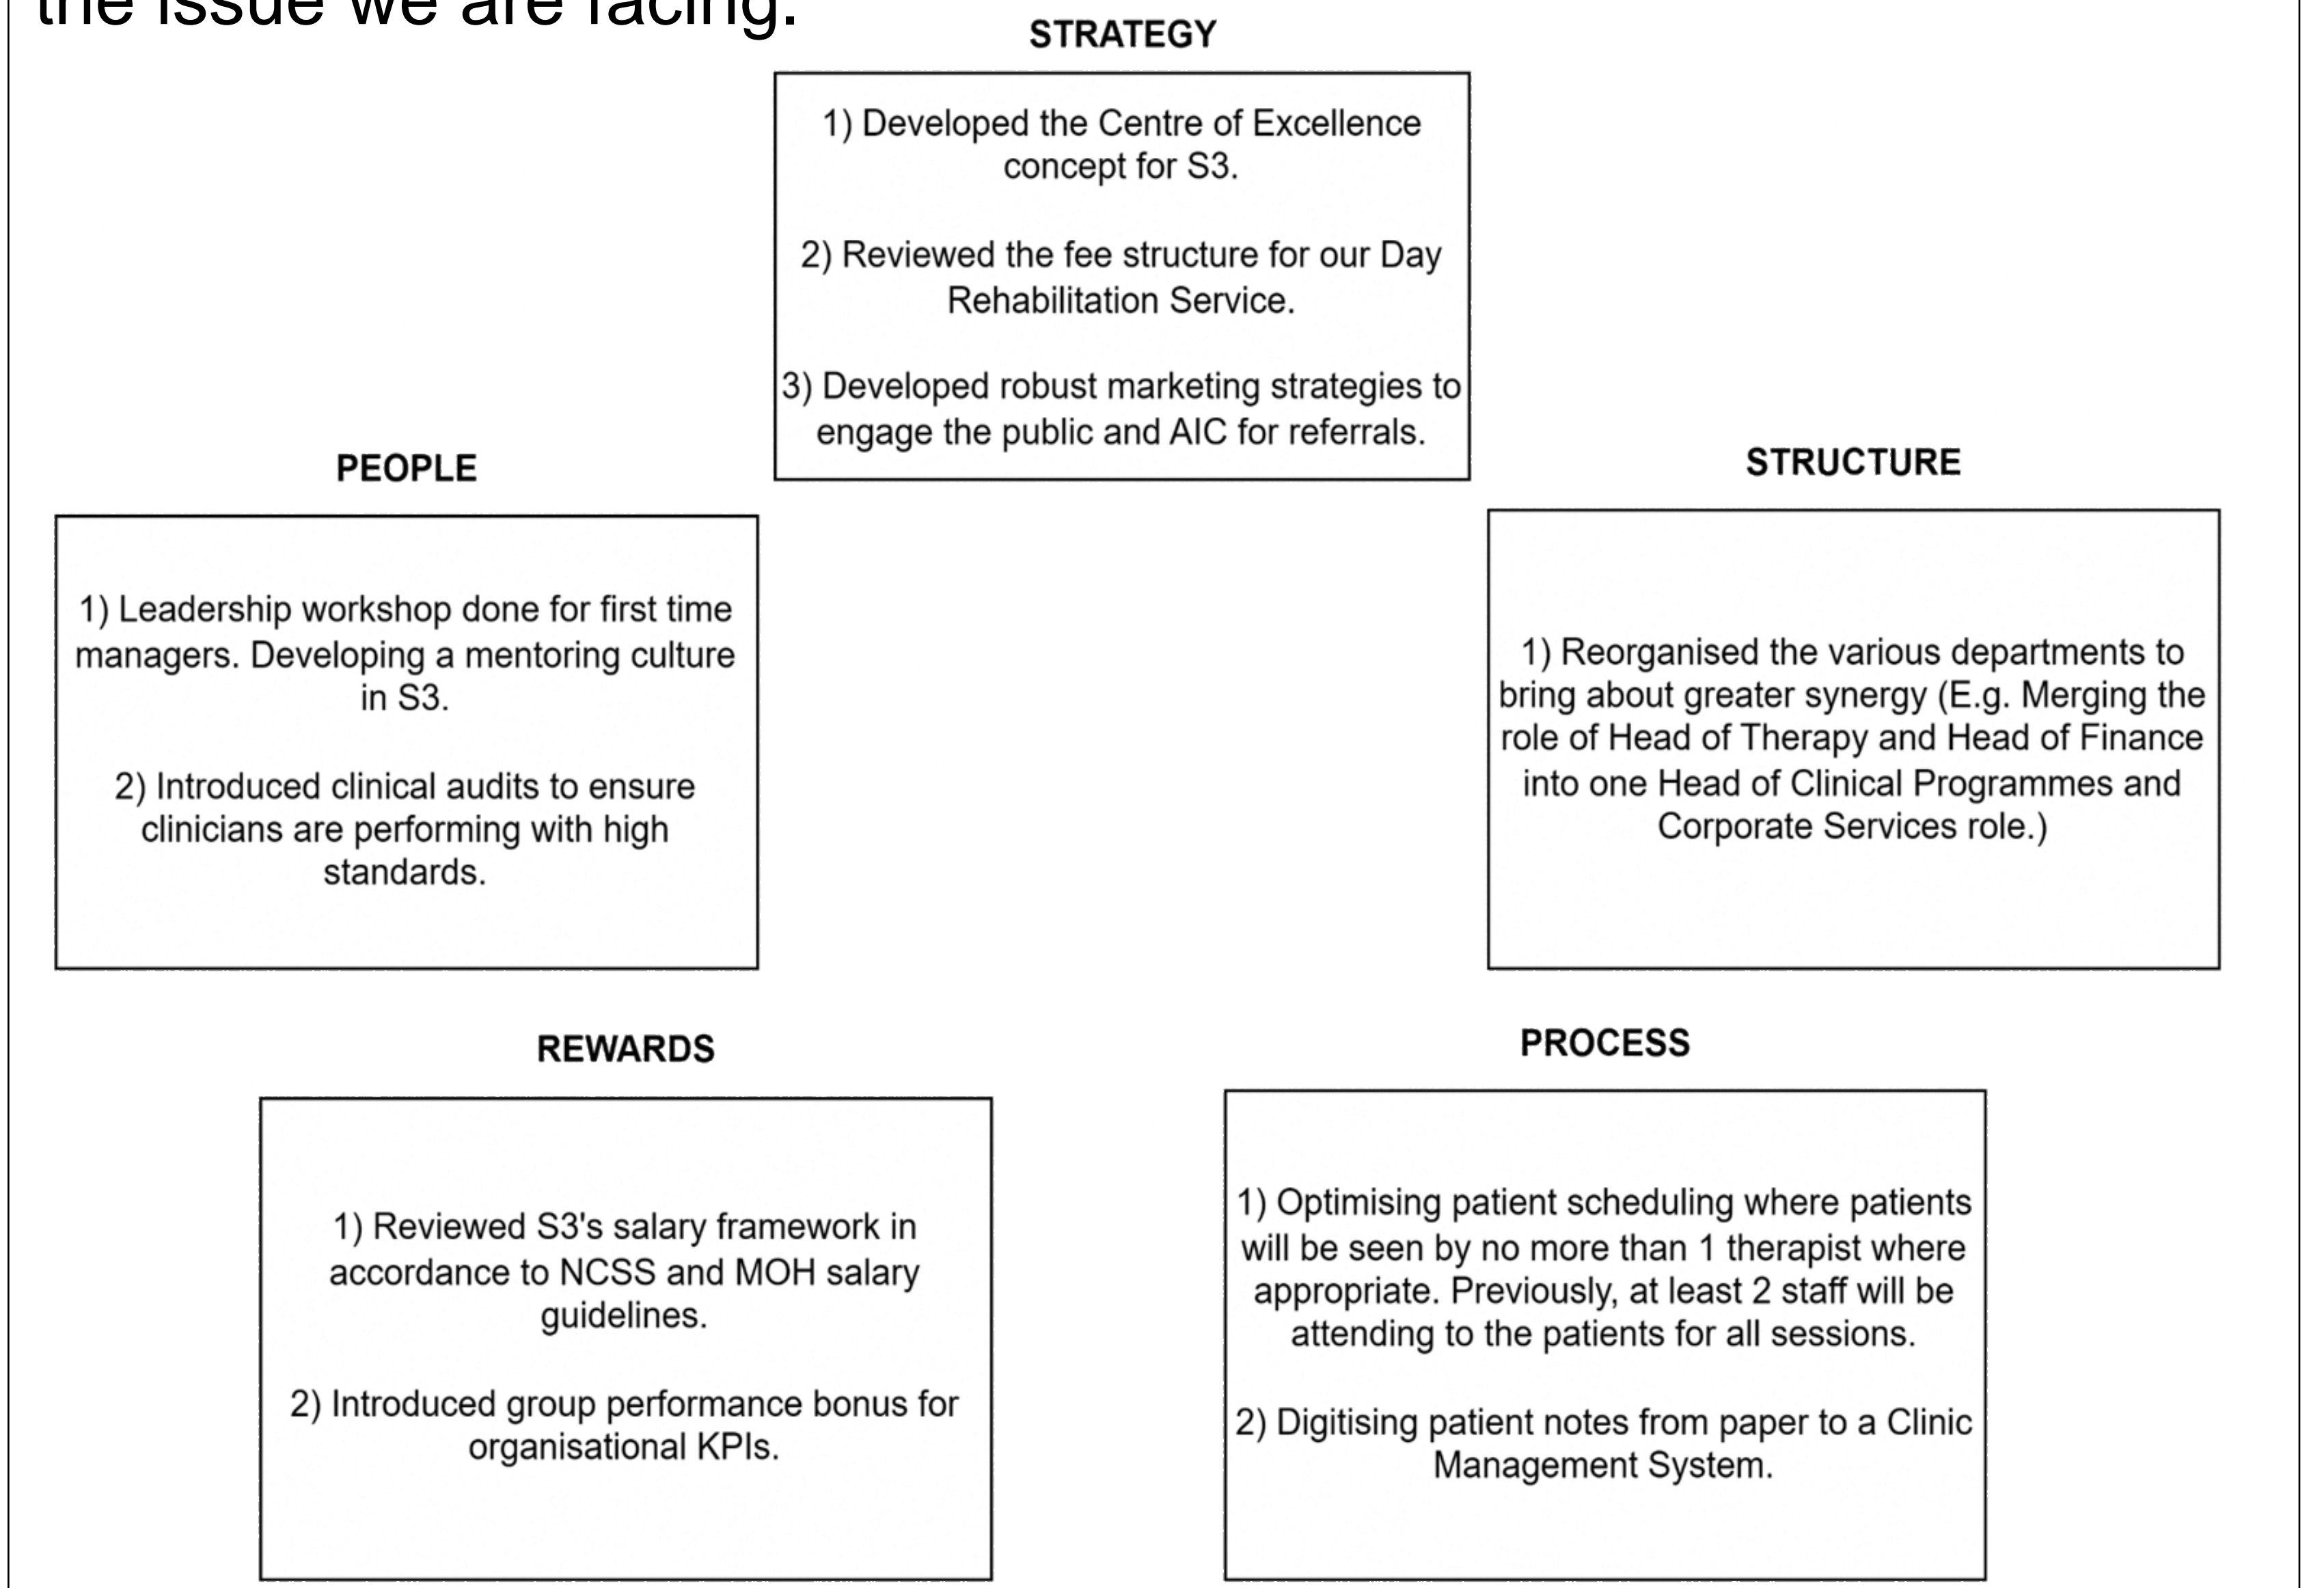 the issue we are facing.
STRATEGY
1) Developed the Centre of Excellence
concept for S3.
2) Reviewed the fee structure for our Day
Rehabilitation Service.
3) Developed robust marketing strategies to
engage the public and AIC for referrals.
PEOPLE
1) Leadership workshop done for first time
managers. Developing a mentoring culture
in S3.
2) Introduced clinical audits to ensure
clinicians are performing with high
standards.
STRUCTURE
1) Reorganised the various departments to
bring about greater synergy (E.g. Merging the
role of Head of Therapy and Head of Finance
into one Head of Clinical Programmes and
Corporate Services role.)
REWARDS
1) Reviewed S3's salary framework in
accordance to NCSS and MOH salary
guidelines.
2) Introduced group performance bonus for
organisational KPIs.
PROCESS
1) Optimising patient scheduling where patients
will be seen by no more than 1 therapist where
appropriate. Previously, at least 2 staff will be
attending to the patients for all sessions.
2) Digitising patient notes from paper to a Clinic
Management System.